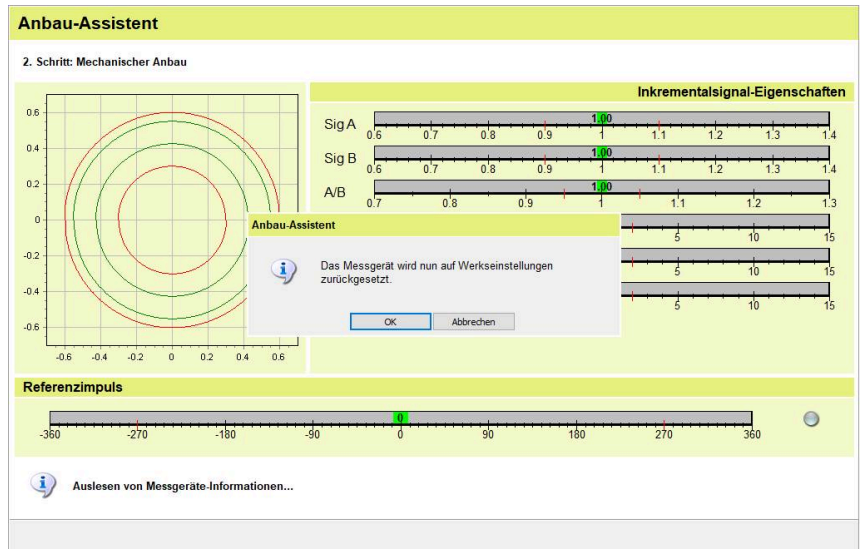 Anbau-Assistent
2. Schritt: Mechanischer Anbau
0.6
0.4
0.2
0
-0.2
-0.4
-0.6
-0.6 -0.4 -0.2 0 0.2 0.4 0.6
Inkrementalsignal-Eigenschaften
Sig A
1.00
0.6 0.7 0.8 0.9 1 1.1 1.2 1.3 1.4
Sig B
1.00
0.6 0.7 0.8 0.9 1 1.1 1.2 1.3 1.4
A/B
1.00
0.7 0.8 0.9 1 1.1 1.2 1.3
5 10 15
5 10 15
5 10 15
Anbau-Assistent
Das Messgerät wird nun auf Werkseinstellungen
zurückgesetzt.
OK Abbrechen
Referenzimpuls
0
-360 -270 -180 -90 0 90 180 270 360
Auslesen von Messgeräte-Informationen...